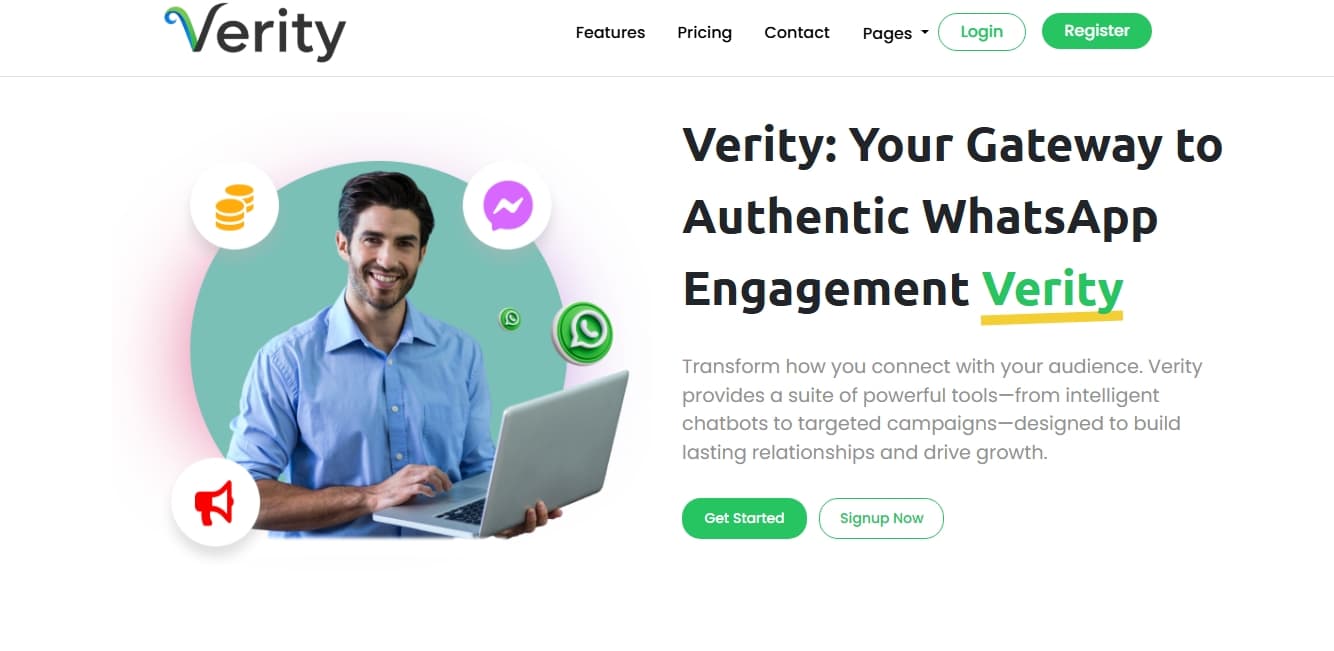 Verity
Features
Pricing
Contact
Pages
Login
Register
Verity: Your Gateway to
Authentic WhatsApp
Engagement Verity
Transform how you connect with your audience. Verity
provides a suite of powerful tools—from intelligent
chatbots to targeted campaigns—designed to build
lasting relationships and drive growth.
Get Started
Signup Now